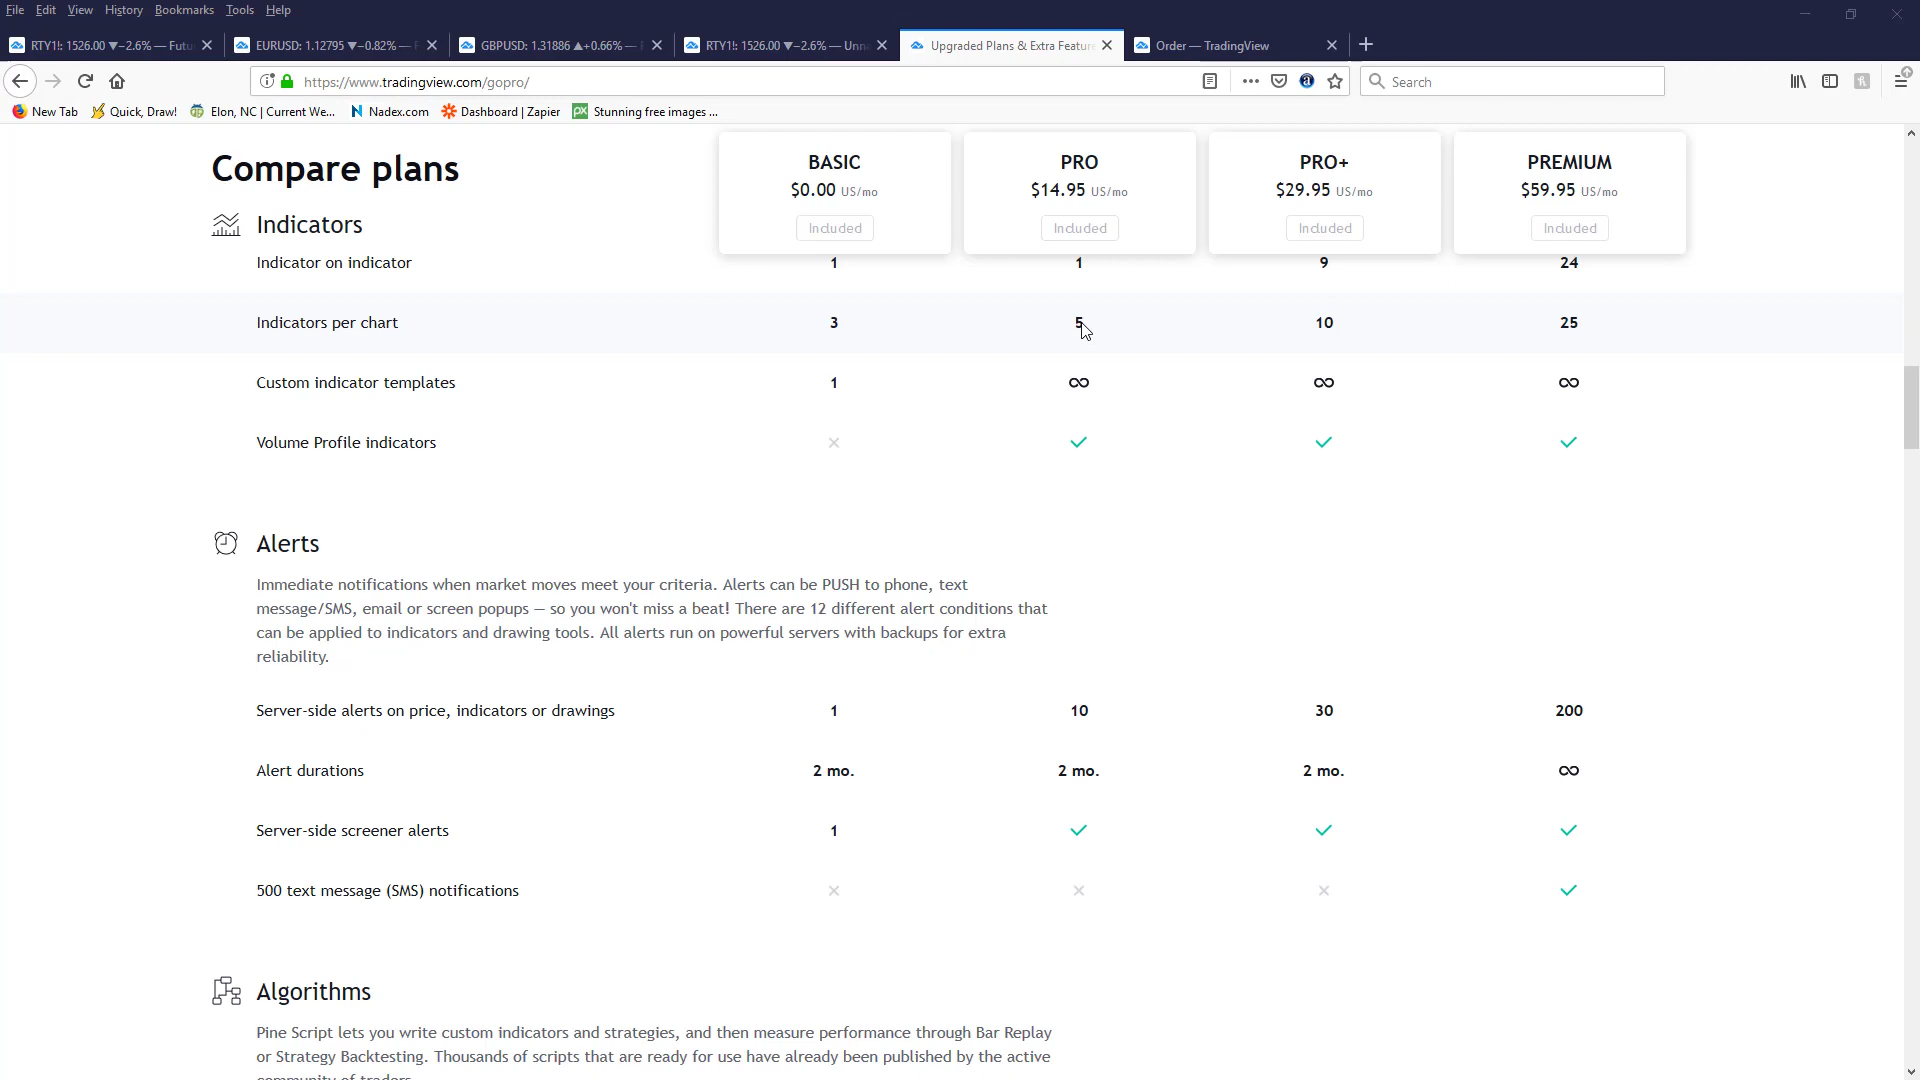 File Edit View History Bookmarks Tools Help
RTY1!: 1526.00 ▼−2.6% — Futu
EURUSD: 1.12795 ▼−0.82% —
GBPUSD: 1.31886 ▲+0.66% —
RTY1!: 1526.00 ▼−2.6% — Unna
Upgraded Plans & Extra Feature
Order — TradingView
https://www.tradingview.com/gopro/
Search
New Tab Quick, Draw! Elon, NC | Current We... Nadex.com Dashboard | Zapier Stunning free images ...
Compare plans
BASIC PRO PRO+ PREMIUM
$0.00 US/mo $14.95 US/mo $29.95 US/mo $59.95 US/mo
Included Included Included Included
Indicators
Indicator on indicator 1 1 9 24
Indicators per chart 3 5 10 25
Custom indicator templates 1 ∞ ∞ ∞
Volume Profile indicators × ✓ ✓ ✓
Alerts
Immediate notifications when market moves meet your criteria. Alerts can be PUSH to phone, text
message/SMS, email or screen popups — so you won't miss a beat! There are 12 different alert conditions that
can be applied to indicators and drawing tools. All alerts run on powerful servers with backups for extra
reliability.
Server-side alerts on price, indicators or drawings 1 10 30 200
Alert durations 2 mo. 2 mo. 2 mo. ∞
Server-side screener alerts 1 ✓ ✓ ✓
500 text message (SMS) notifications × × × ✓
Algorithms
Pine Script lets you write custom indicators and strategies, and then measure performance through Bar Replay
or Strategy Backtesting. Thousands of scripts that are ready for use have already been published by the active
community of traders.